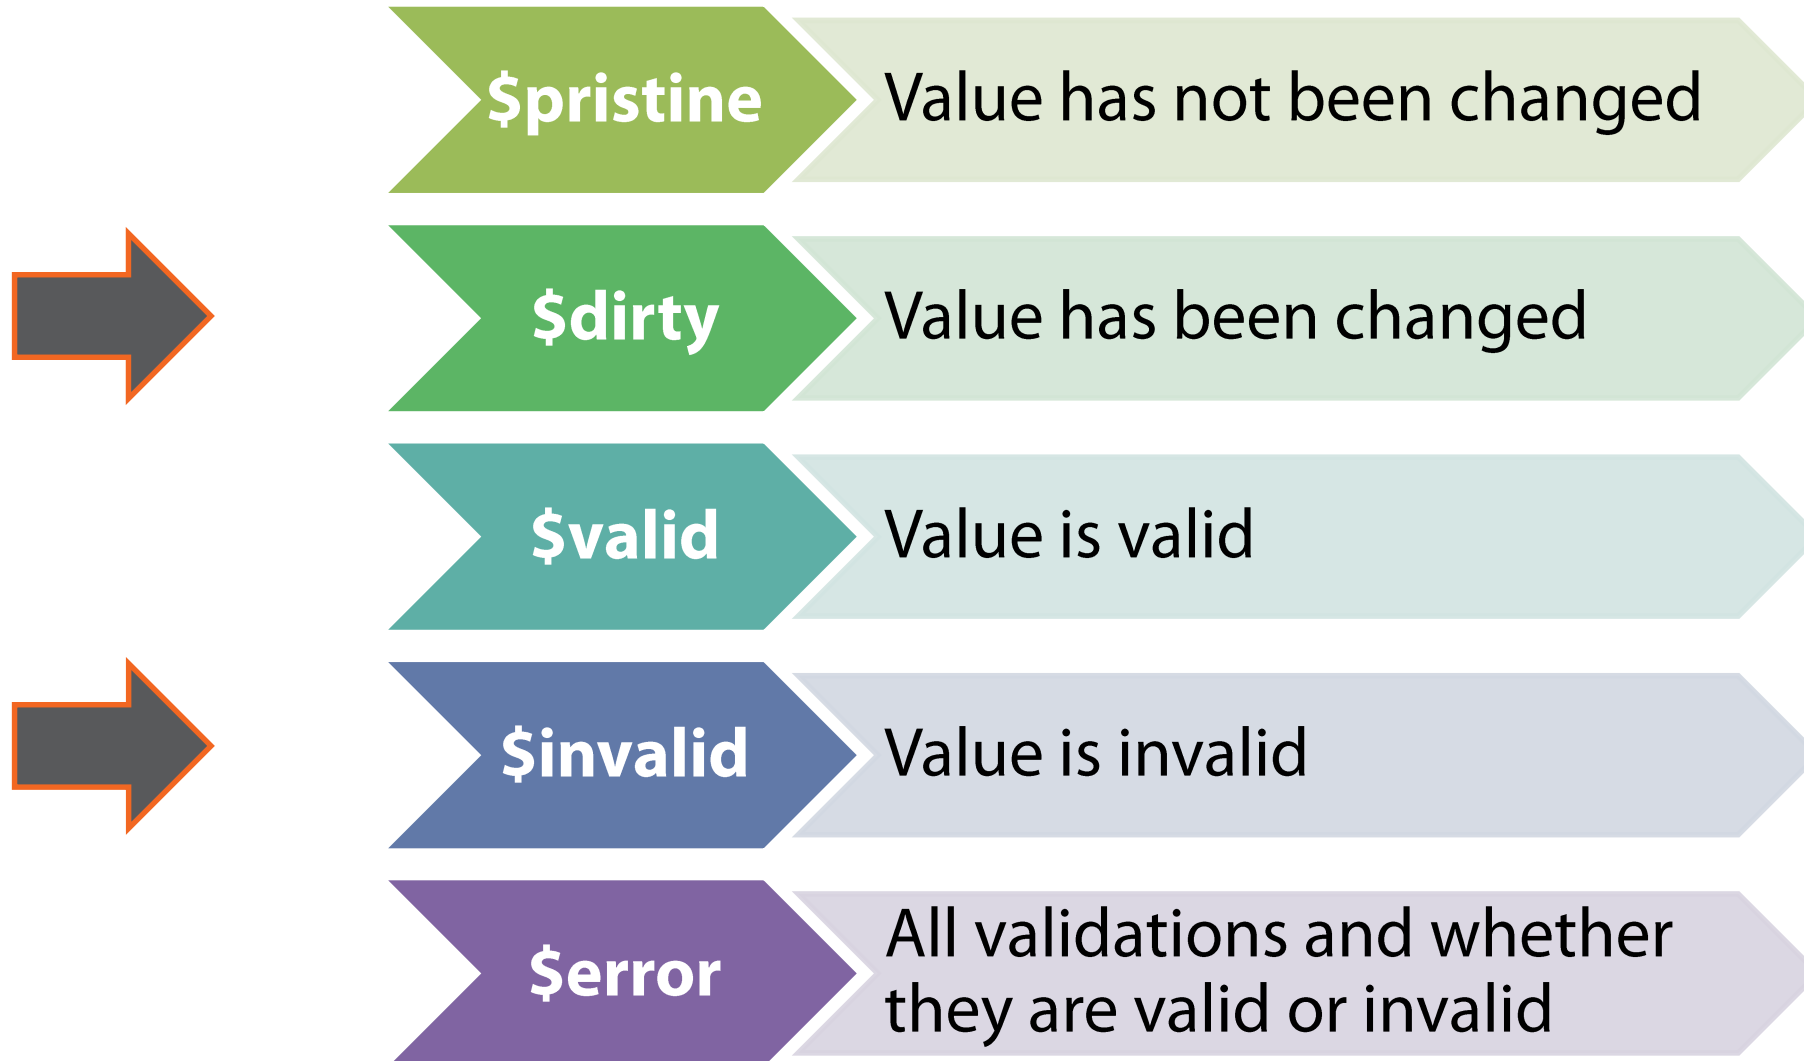 $pristine
Value has not been changed
$dirty
Value has been changed
$valid
Value is valid
$invalid
Value is invalid
$error
All validations and whether
they are valid or invalid